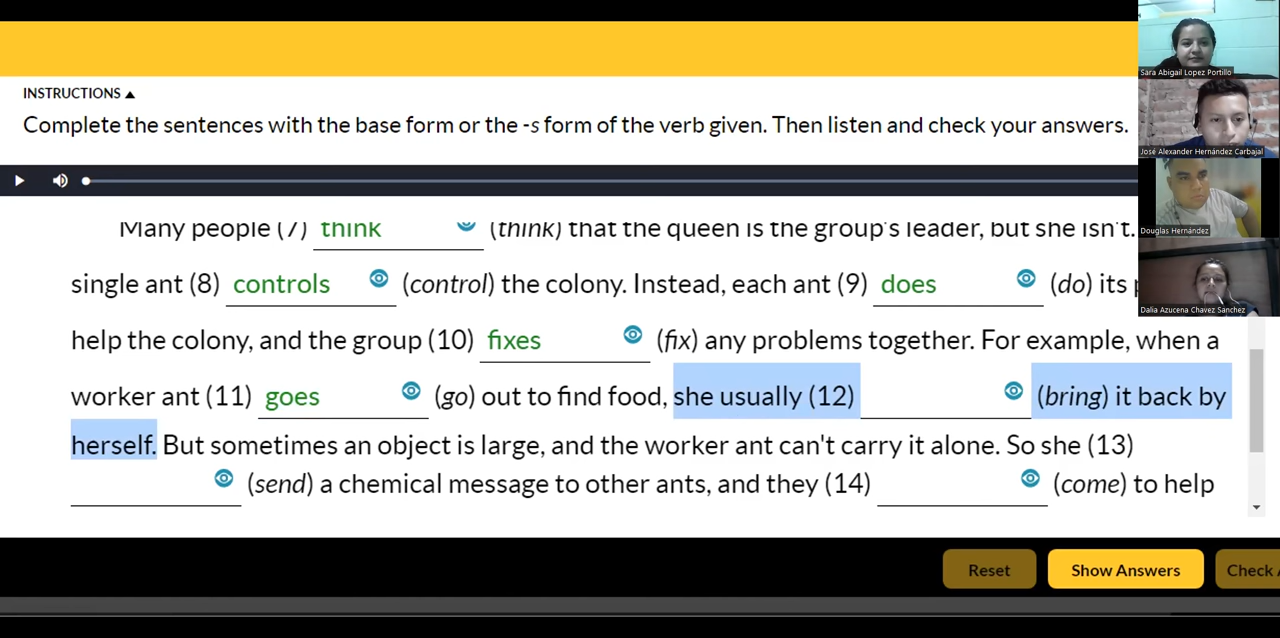 INSTRUCTIONS ▲
Complete the sentences with the base form or the -s form of the verb given. Then listen and check your answers.
Many people (7) think (think) that the queen is the group's leader, but she isn't.
single ant (8) controls (control) the colony. Instead, each ant (9) does (do) its
help the colony, and the group (10) fixes (fix) any problems together. For example, when a
worker ant (11) goes (go) out to find food, she usually (12) (bring) it back by
herself. But sometimes an object is large, and the worker ant can't carry it alone. So she (13)
(send) a chemical message to other ants, and they (14) (come) to help
Reset Show Answers Check
Sara Abigail Lopez Portillo
José Alexander Hernández Carbajal
Douglas Hernández
Dalia Azucena Chavez Sánchez